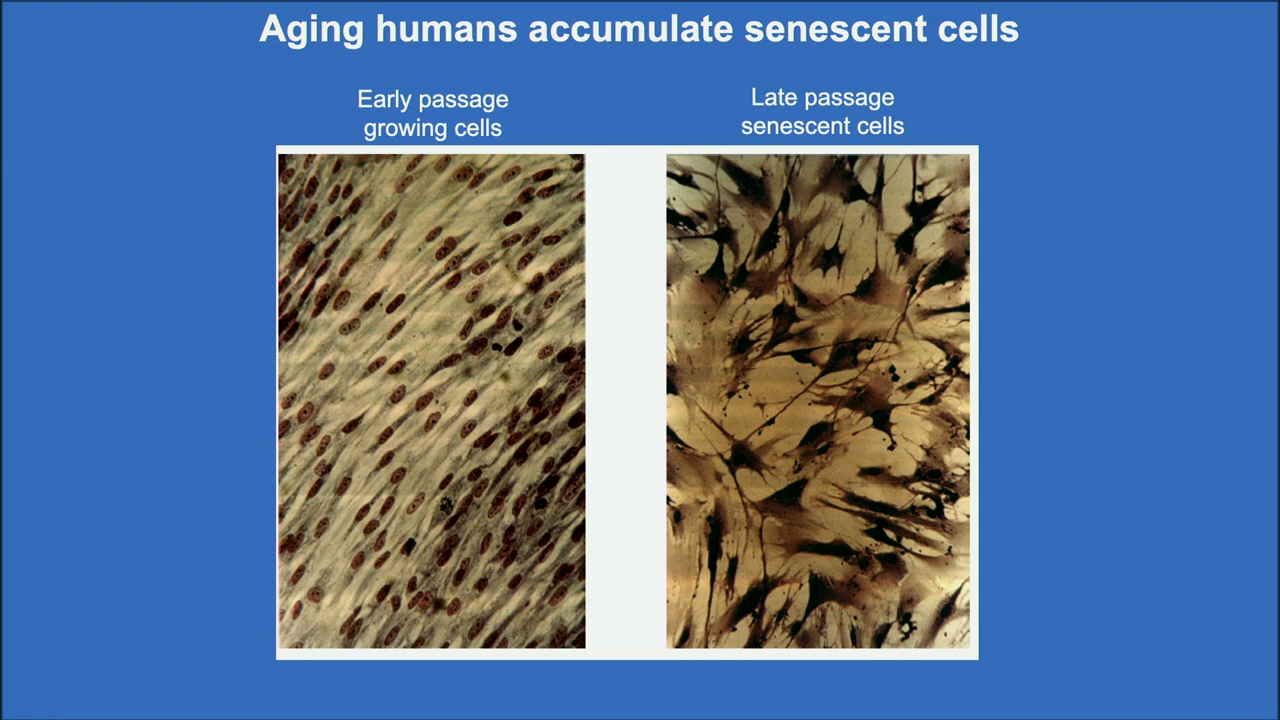 Aging humans accumulate senescent cells
Early passage
growing cells
Late passage
senescent cells